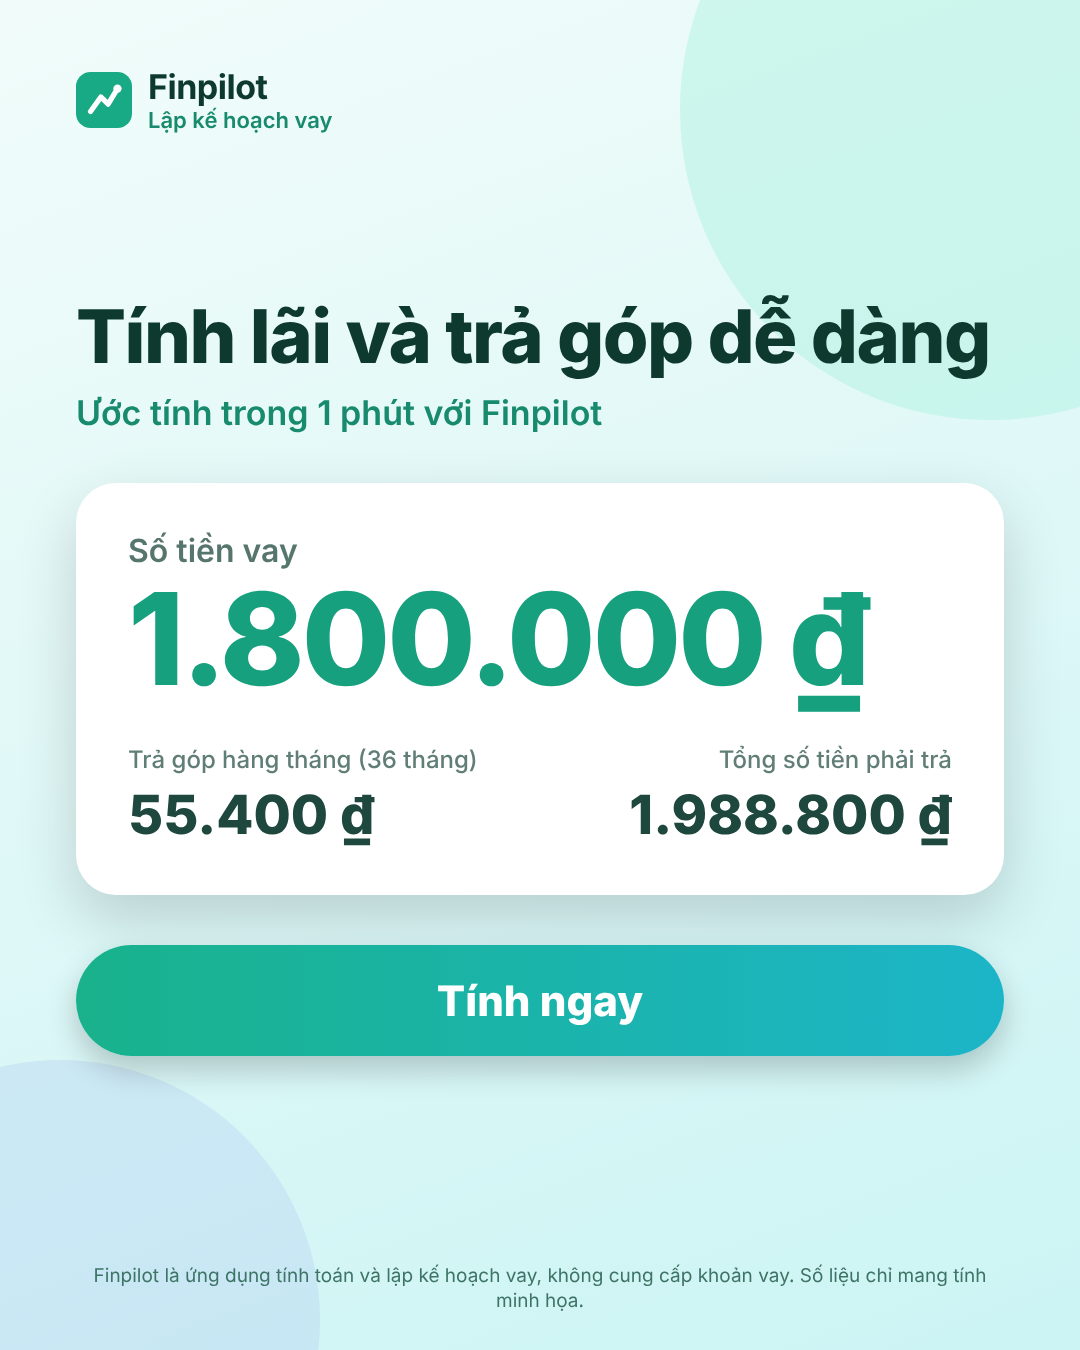 Finpilot
Lập kế hoạch vay
Tính lãi và trả góp dễ dàng
Ước tính trong 1 phút với Finpilot
Số tiền vay
1.800.000 ₫
Trả góp hàng tháng (36 tháng)
55.400 ₫
Tổng số tiền phải trả
1.988.800 ₫
Tính ngay
Finpilot là ứng dụng tính toán và lập kế hoạch vay, không cung cấp khoản vay. Số liệu chỉ mang tính
minh họa.